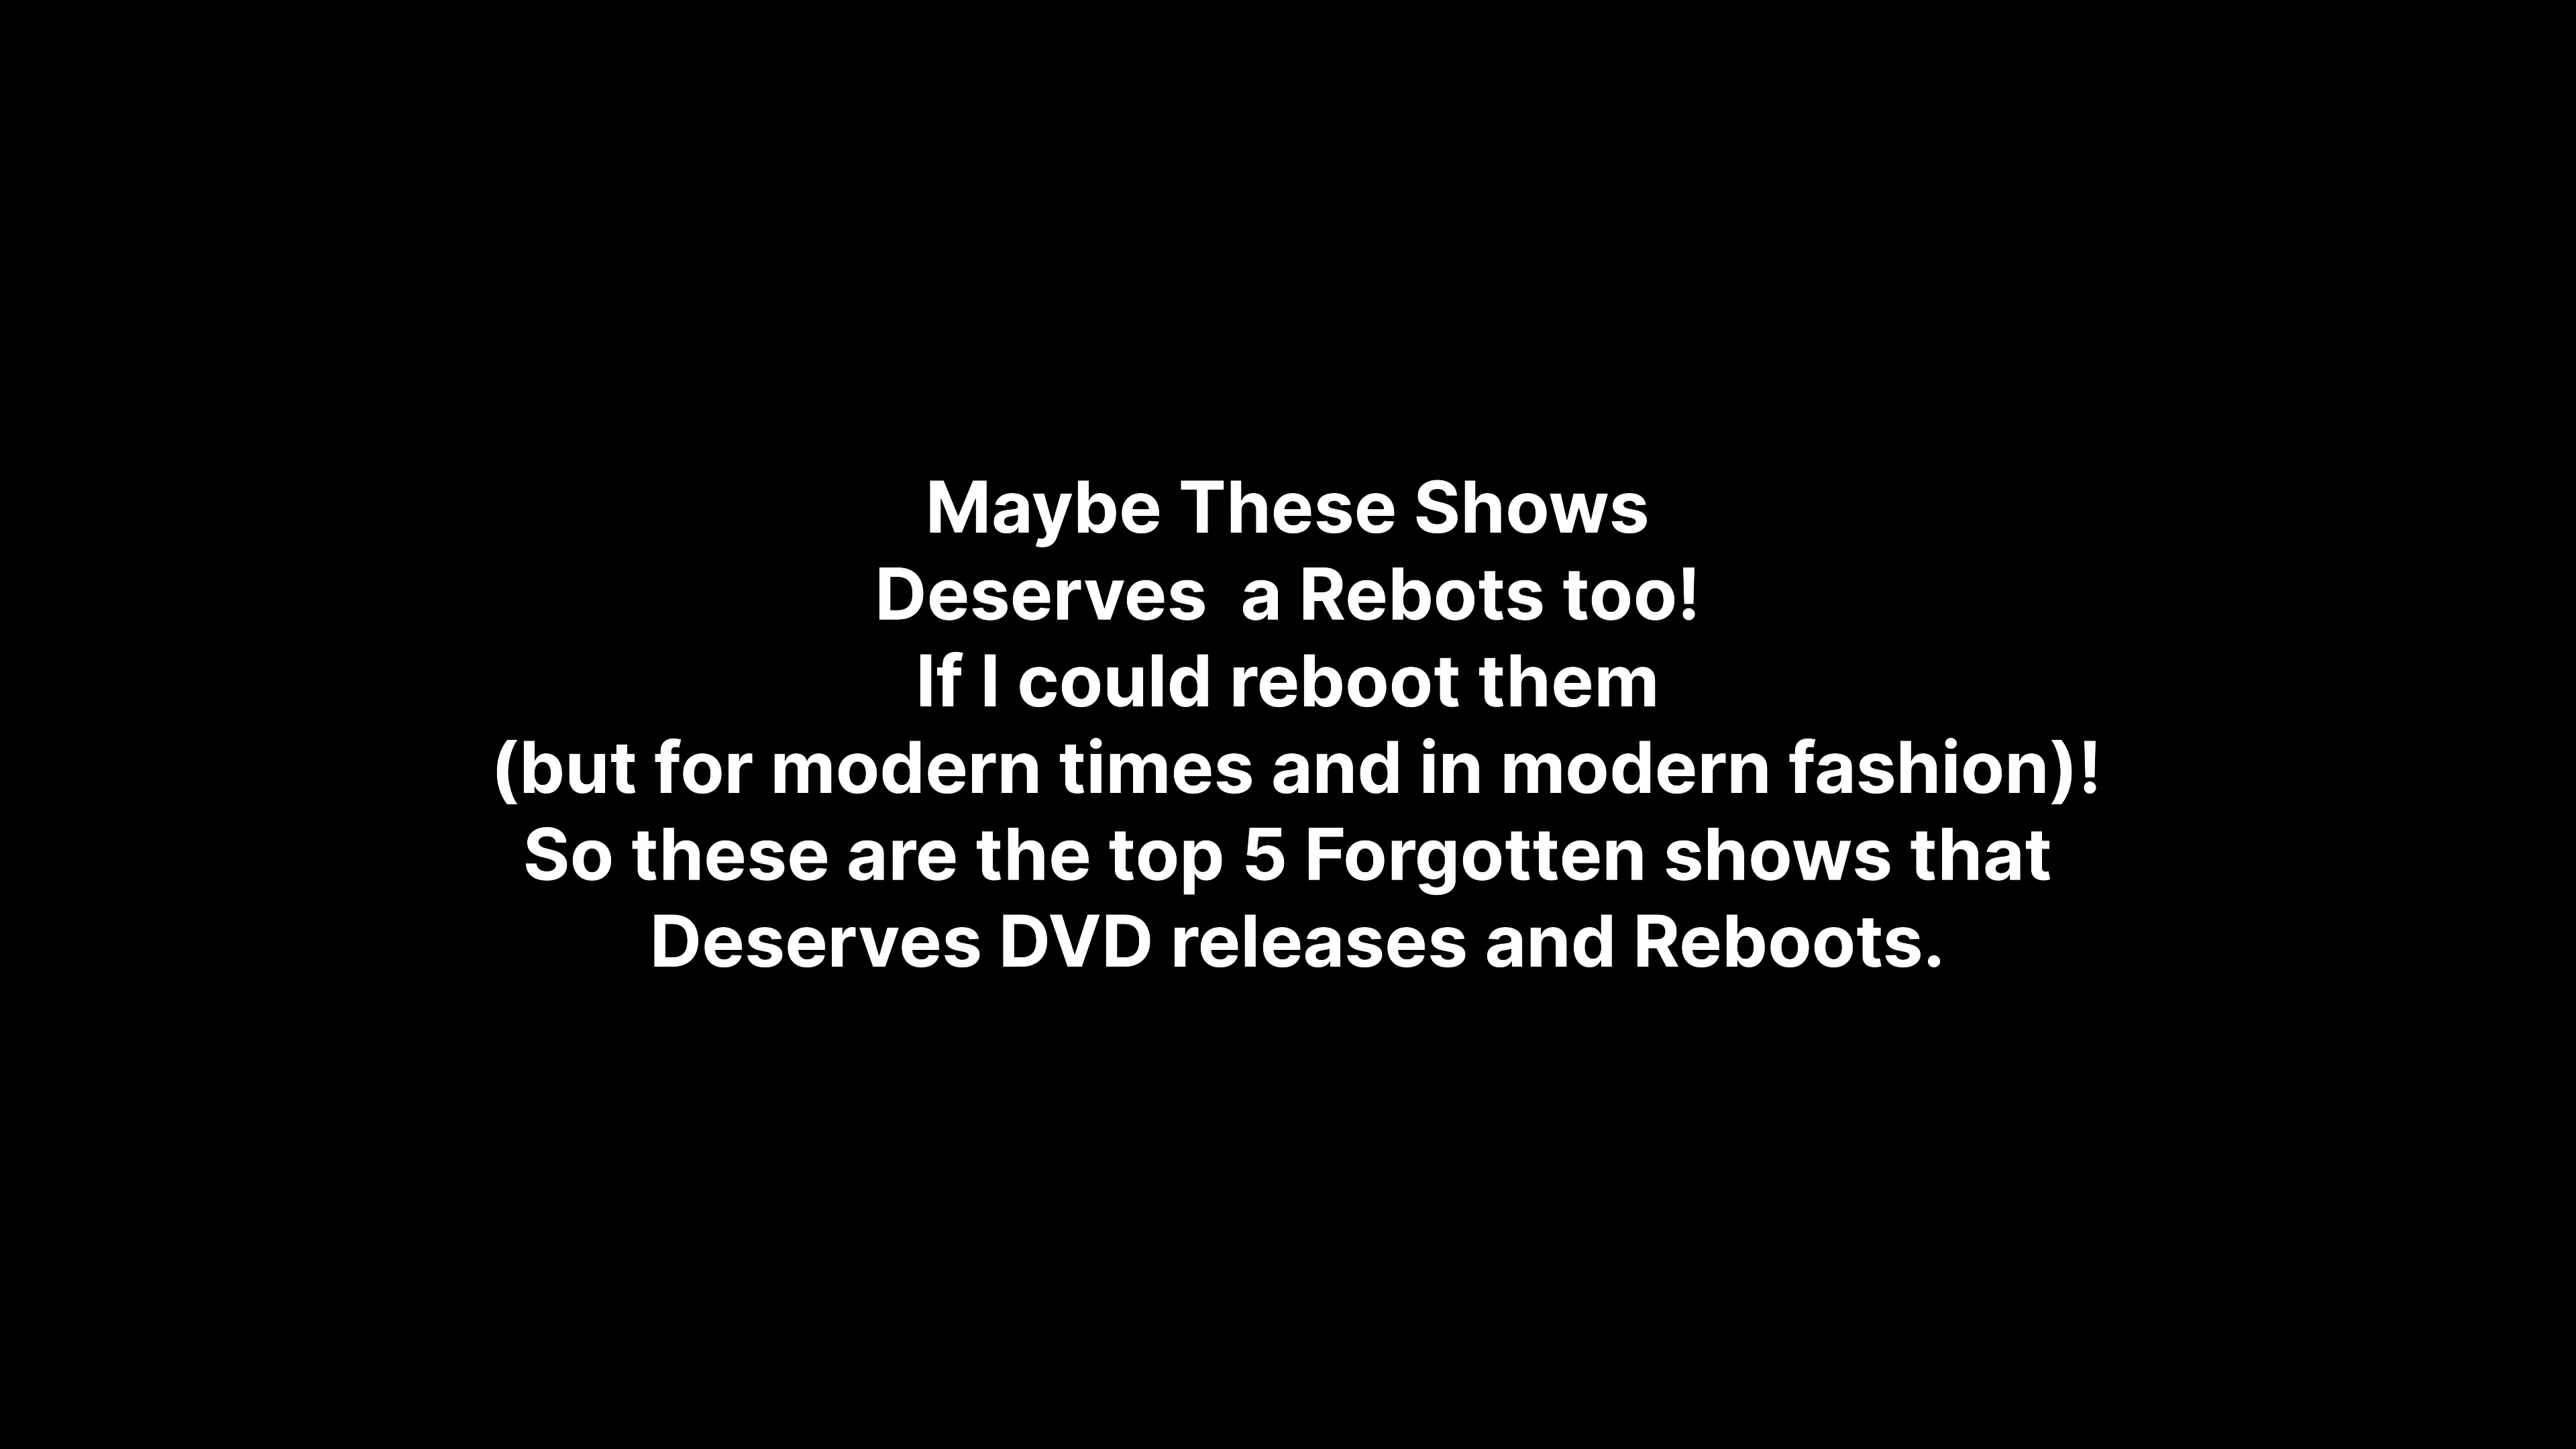 Maybe These Shows
Deserves  a Rebots too!
If I could reboot them
(but for modern times and in modern fashion)!
So these are the top 5 Forgotten shows that
Deserves DVD releases and Reboots.